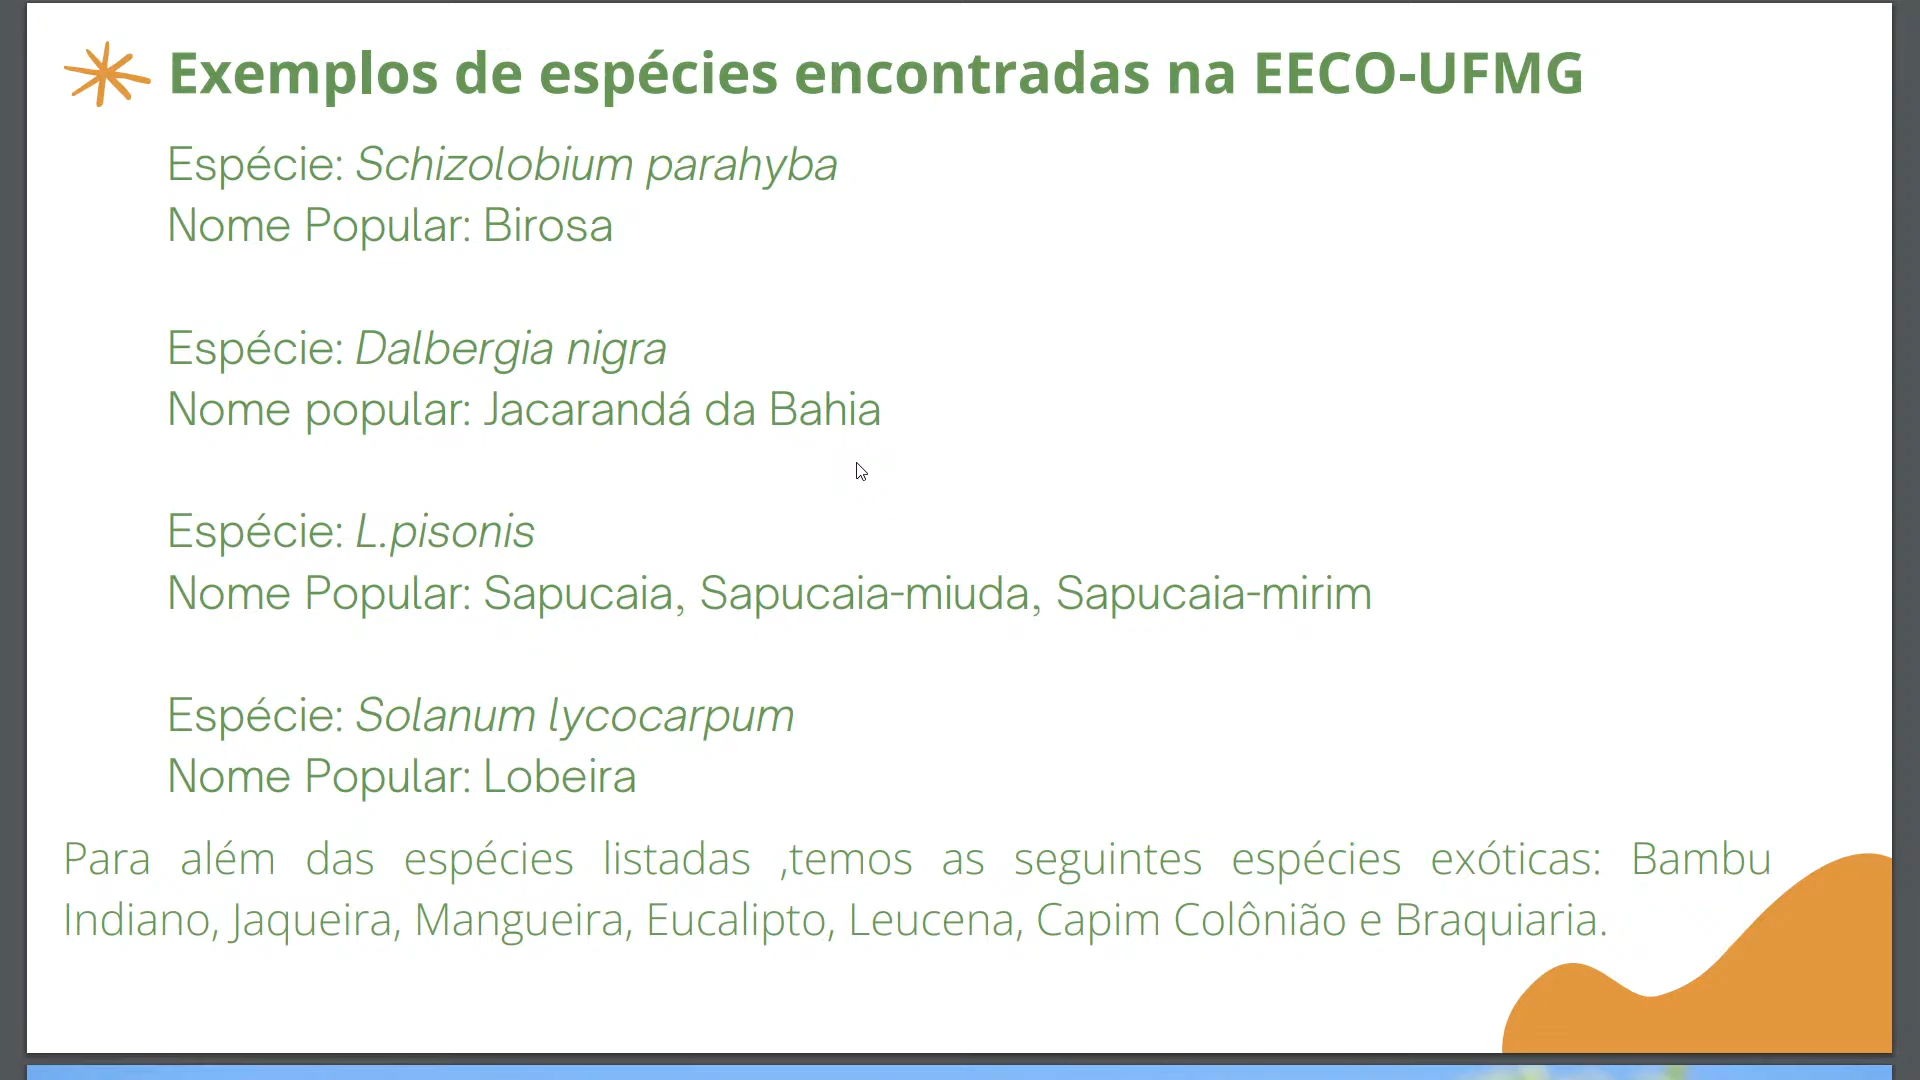 Exemplos de espécies encontradas na EECO-UFMG
Espécie: Schizolobium parahyba
Nome Popular: Birosa
Espécie: Dalbergia nigra
Nome popular: Jacarandá da Bahia
Espécie: L.pisonis
Nome Popular: Sapucaia, Sapucaia-miuda, Sapucaia-mirim
Espécie: Solanum lycocarpum
Nome Popular: Lobeira
Para além das espécies listadas ,temos as seguintes espécies exóticas: Bambu
Indiano, Jaqueira, Mangueira, Eucalipto, Leucena, Capim Colônião e Braquiaria.